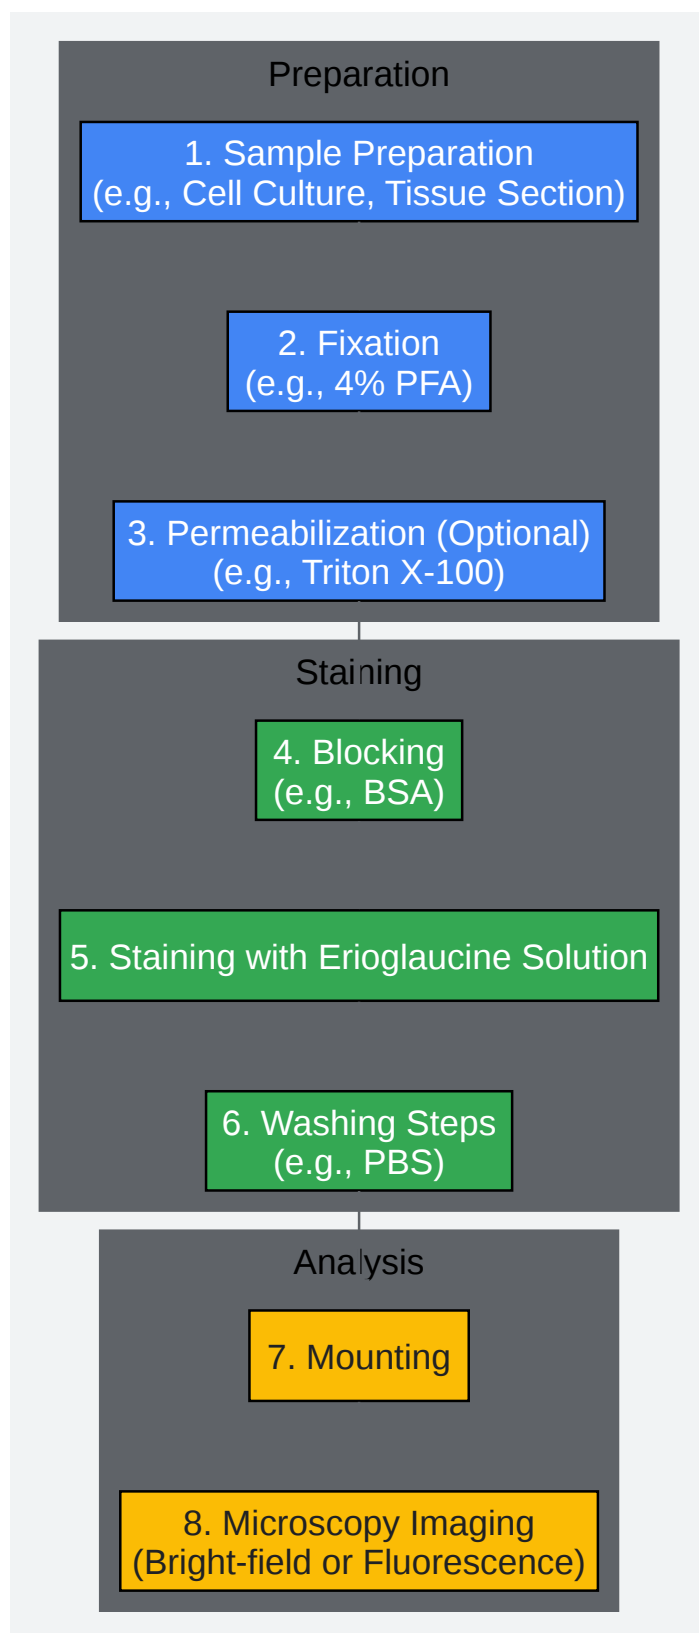 Preparation
1. Sample Preparation
(e.g., Cell Culture, Tissue Section)
2. Fixation
(e.g., 4% PFA)
3. Permeabilization (Optional)
(e.g., Triton X-100)
Staining
4. Blocking
(e.g., BSA)
5. Staining with Erioglaucine Solution
6. Washing Steps
(e.g., PBS)
Analysis
7. Mounting
8. Microscopy Imaging
(Bright-field or Fluorescence)